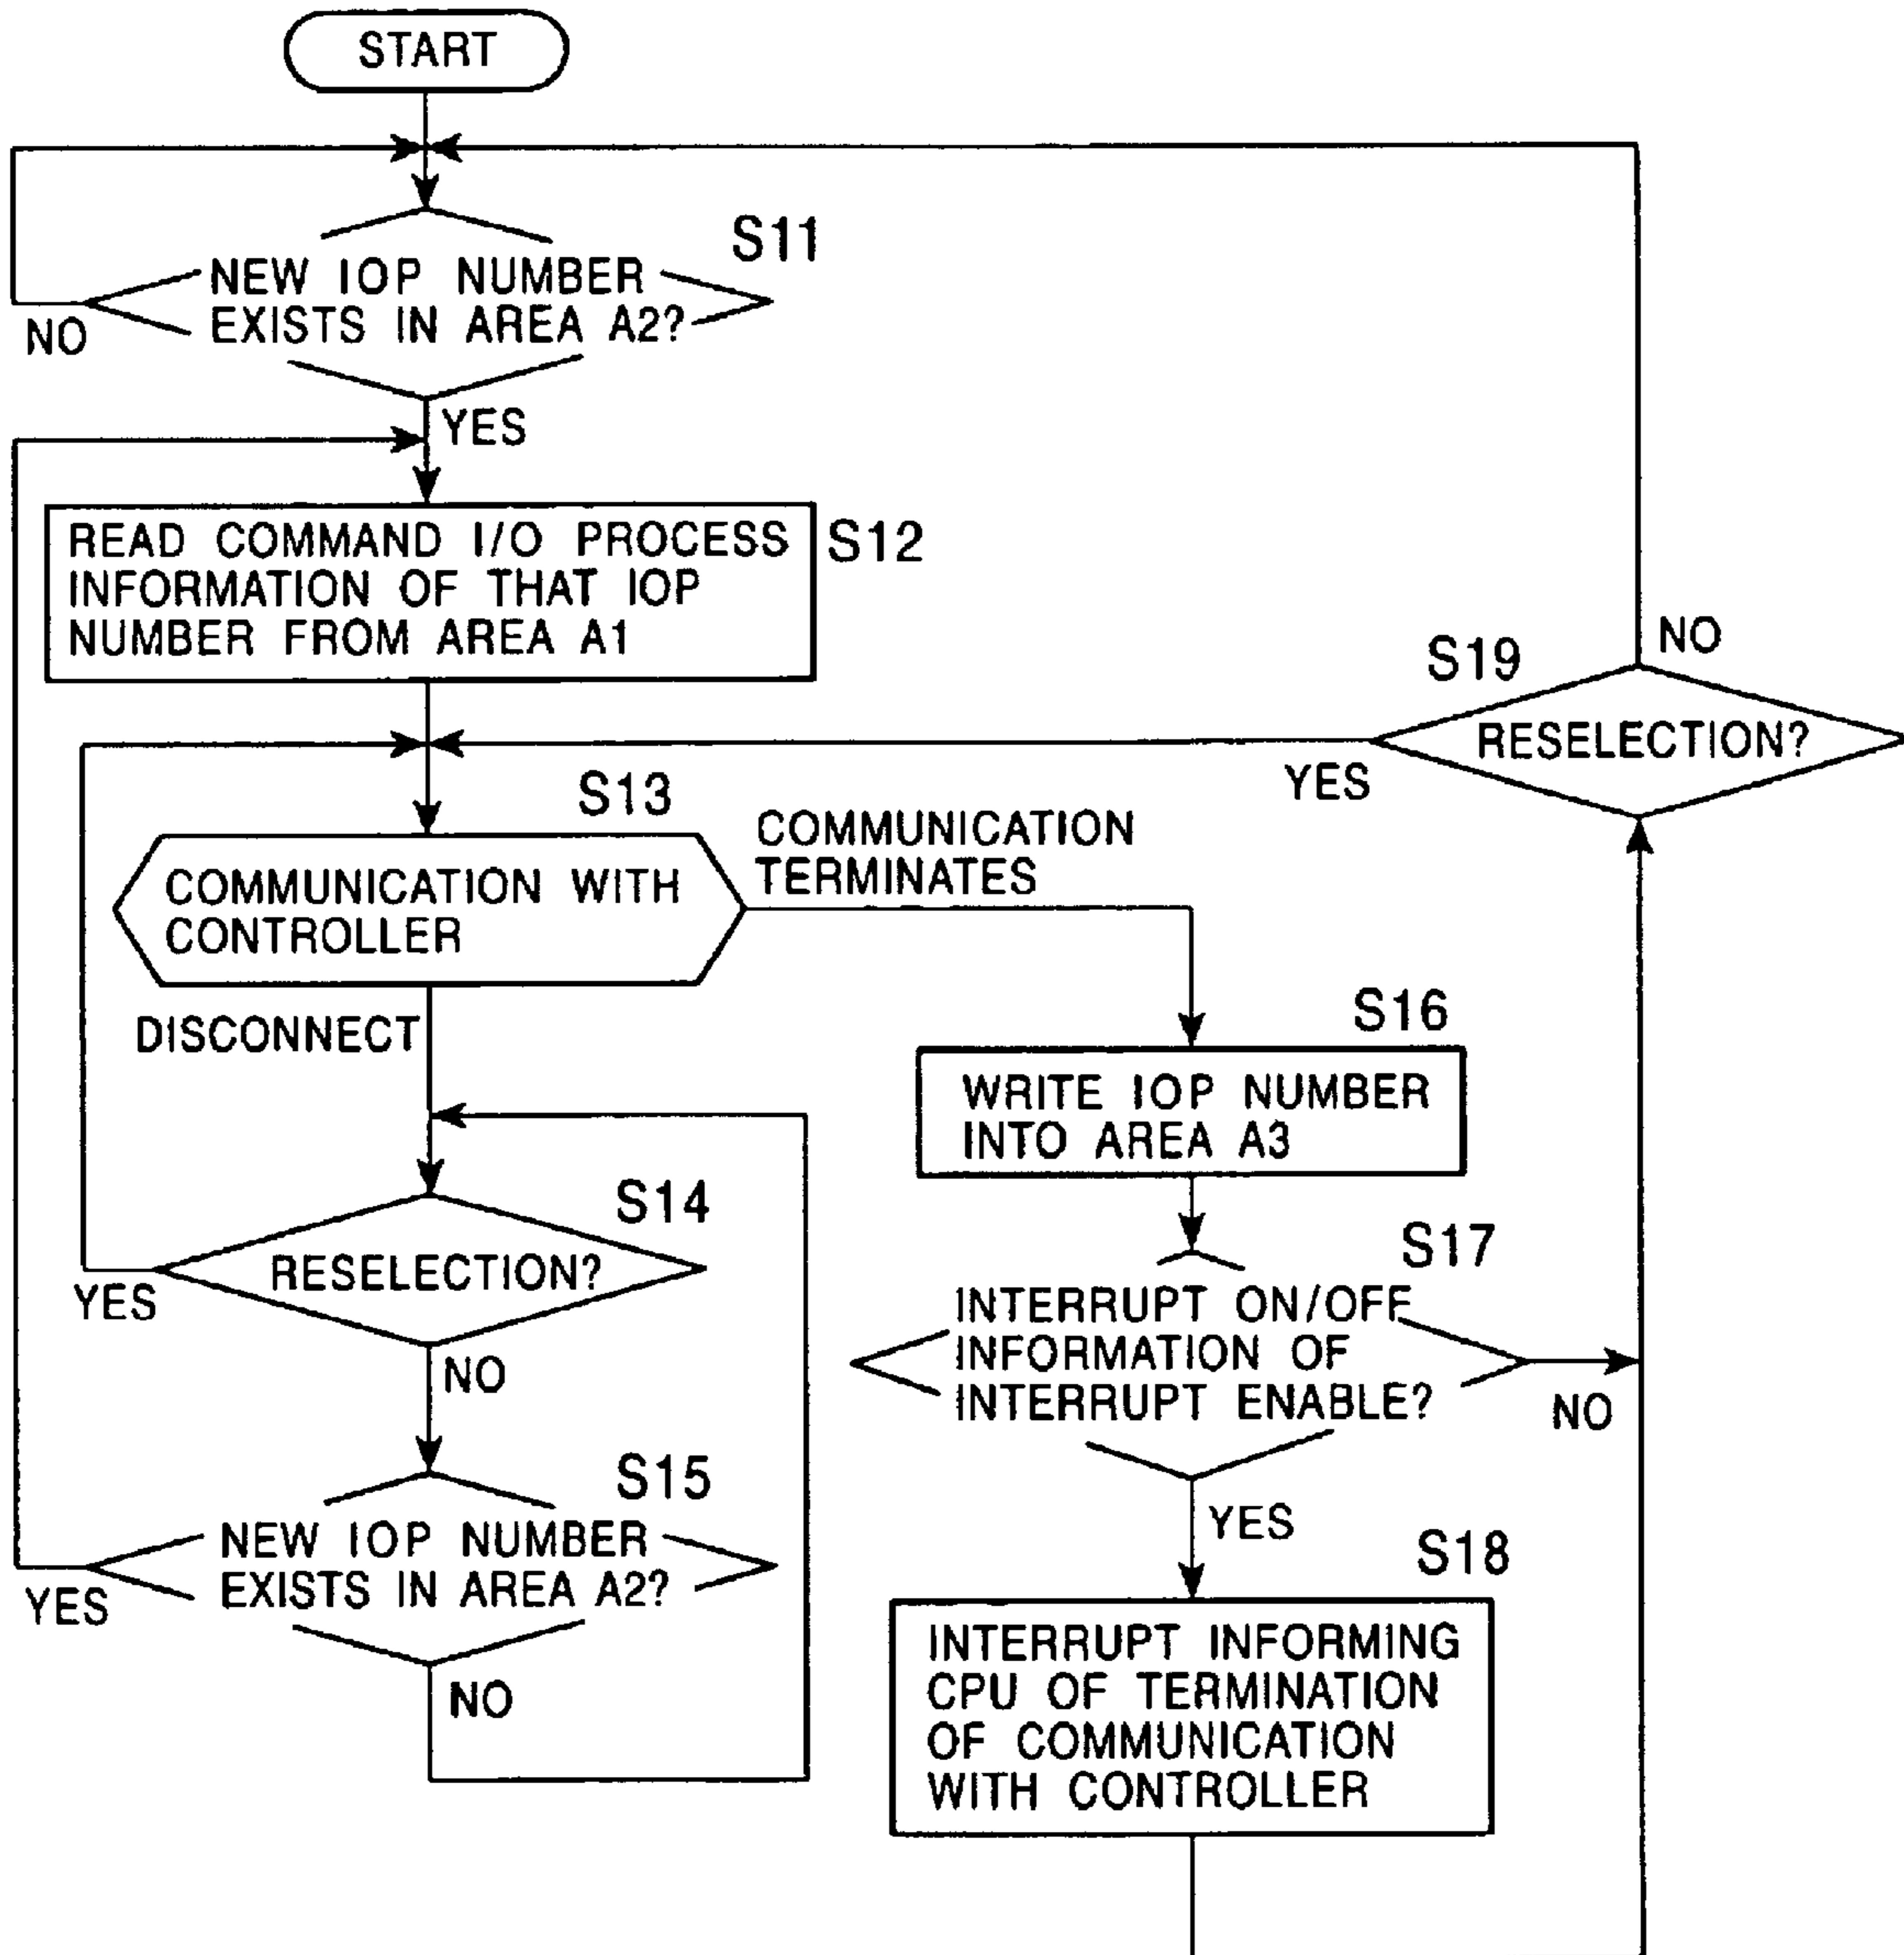 START
S11
NEW IOP NUMBER
EXISTS IN AREA A2?
NO
YES
READ COMMAND I/O PROCESS
INFORMATION OF THAT IOP
NUMBER FROM AREA A1
S12
S19
NO
RESELECTION?
YES
S13
COMMUNICATION WITH
CONTROLLER
COMMUNICATION
TERMINATES
DISCONNECT
S16
WRITE IOP NUMBER
INTO AREA A3
S14
RESELECTION?
YES
NO
S17
INTERRUPT ON/OFF
INFORMATION OF
INTERRUPT ENABLE?
NO
YES
S15
NEW IOP NUMBER
EXISTS IN AREA A2?
YES
NO
S18
INTERRUPT INFORMING
CPU OF TERMINATION
OF COMMUNICATION
WITH CONTROLLER